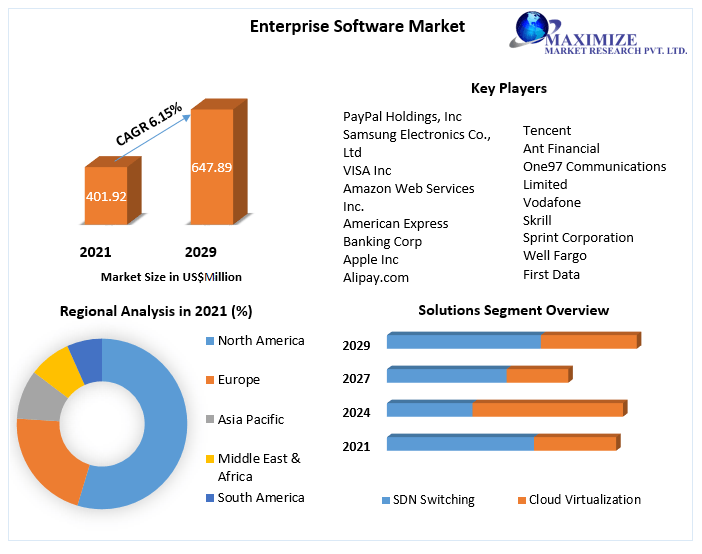 Enterprise Software Market
MAXIMIZE
MARKET RESEARCH PVT. LTD.
CAGR 6.15%
401.92
647.89
2021
2029
Market Size in US$Million
Key Players
PayPal Holdings, Inc
Samsung Electronics Co.,
Ltd
VISA Inc
Amazon Web Services
Inc.
American Express
Banking Corp
Apple Inc
Alipay.com
Tencent
Ant Financial
One97 Communications
Limited
Vodafone
Skrill
Sprint Corporation
Well Fargo
First Data
Regional Analysis in 2021 (%)
North America
Europe
Asia Pacific
Middle East &
Africa
South America
Solutions Segment Overview
2029
2027
2024
2021
SDN Switching
Cloud Virtualization